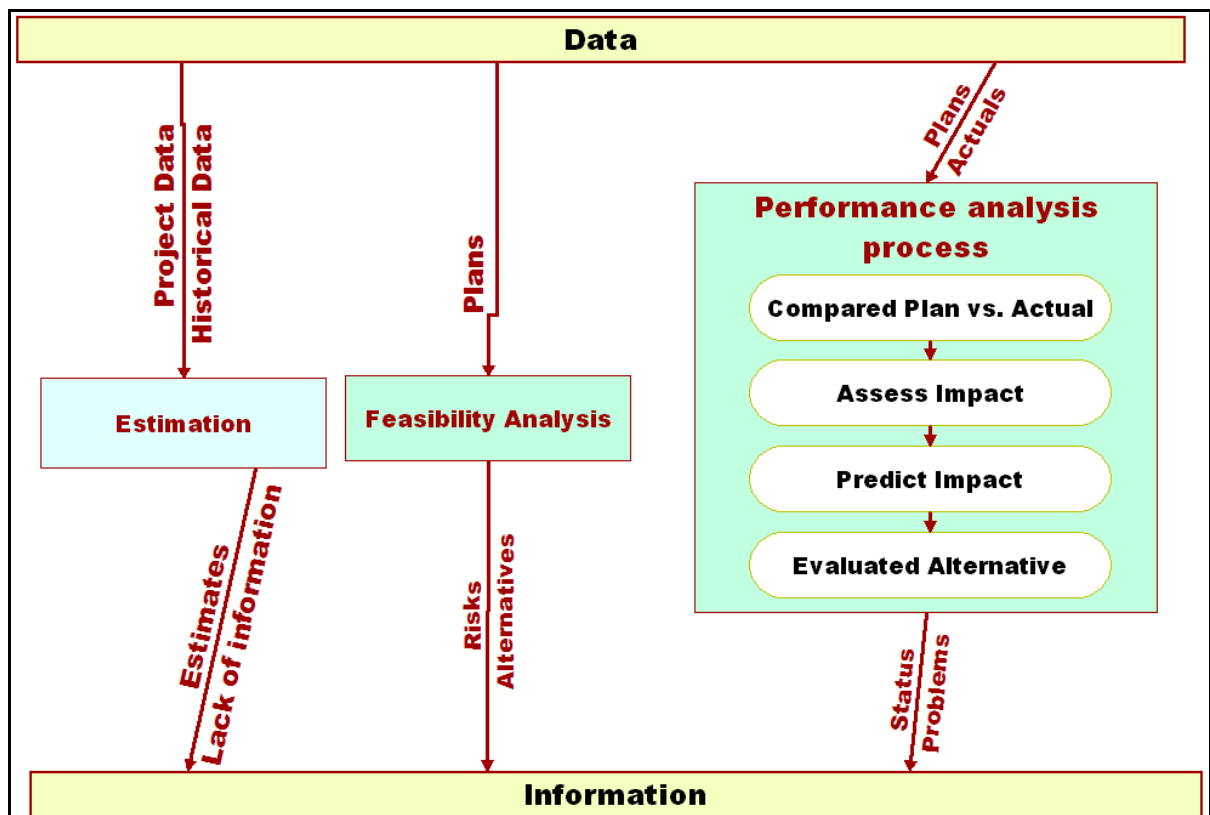 Data
Project Data
Historical Data
Plans
Plans
Actuals
Performance analysis
process
Compared Plan vs. Actual
Assess Impact
Predict Impact
Evaluated Alternative
Estimation
Feasibility Analysis
Estimates
Lack of information
Risks
Alternatives
Status
Problems
Information